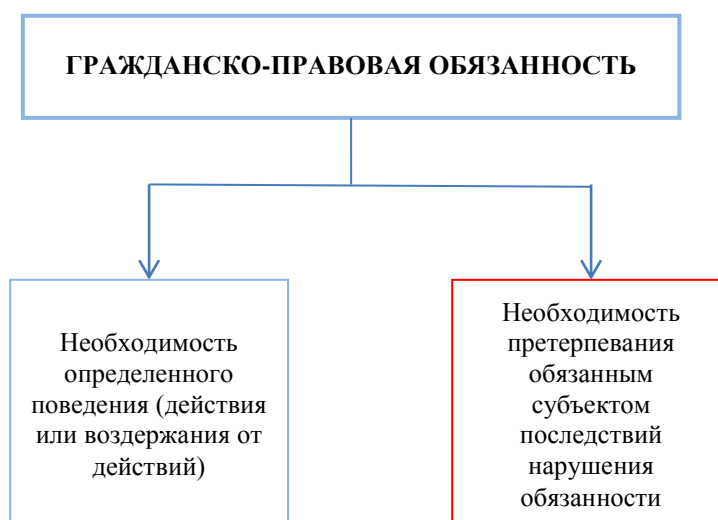 ГРАЖДАНСКО-ПРАВОВАЯ ОБЯЗАННОСТЬ
Необходимость
определенного
поведения (действия
или воздержания от
действий)
Необходимость
претерпевания
обязанным
субъектом
последствий
нарушения
обязанности